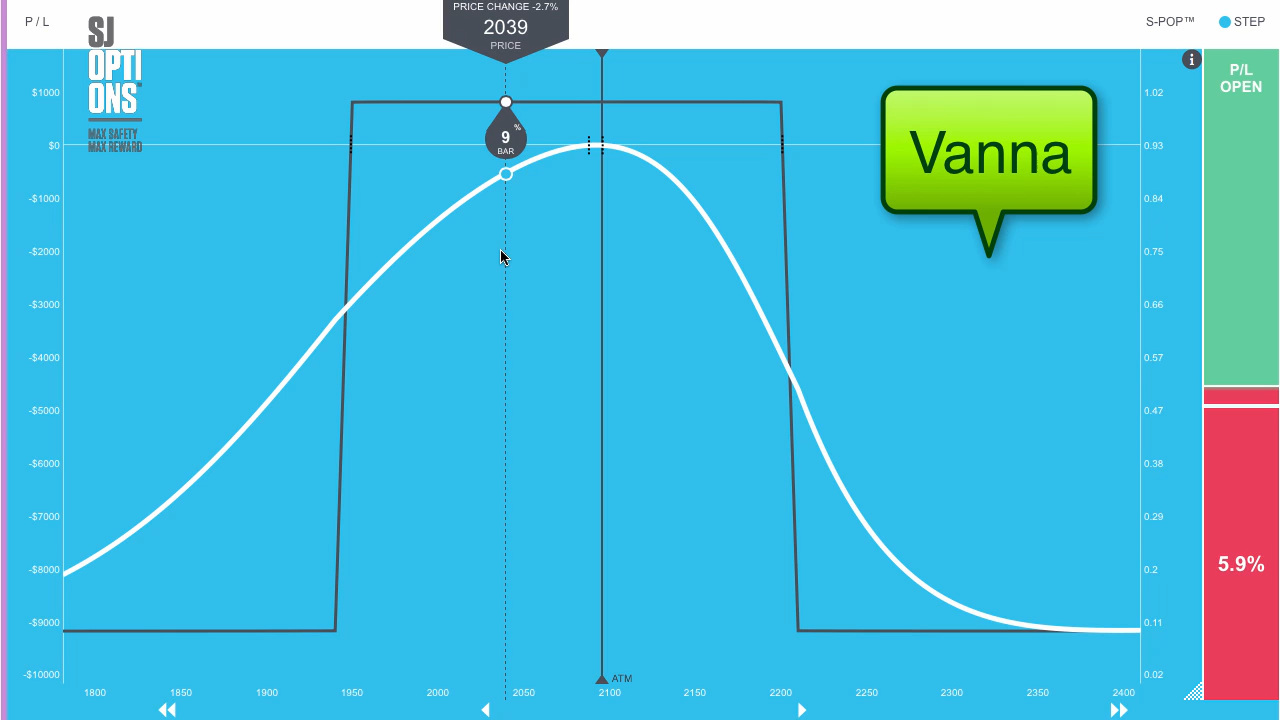 P / L
SJ
OPTI
ONS
MAX SAFETY
MAX REWARD
PRICE CHANGE -2.7%
2039
PRICE
S-POP™
STEP
i
P/L
OPEN
5.9%
Vanna
9 %
BAR
$1000
$0
-$1000
-$2000
-$3000
-$4000
-$5000
-$6000
-$7000
-$8000
-$9000
-$10000
1.02
0.93
0.84
0.75
0.66
0.57
0.47
0.38
0.29
0.2
0.11
0.02
ATM
1800 1850 1900 1950 2000 2050 2100 2150 2200 2250 2300 2350 2400